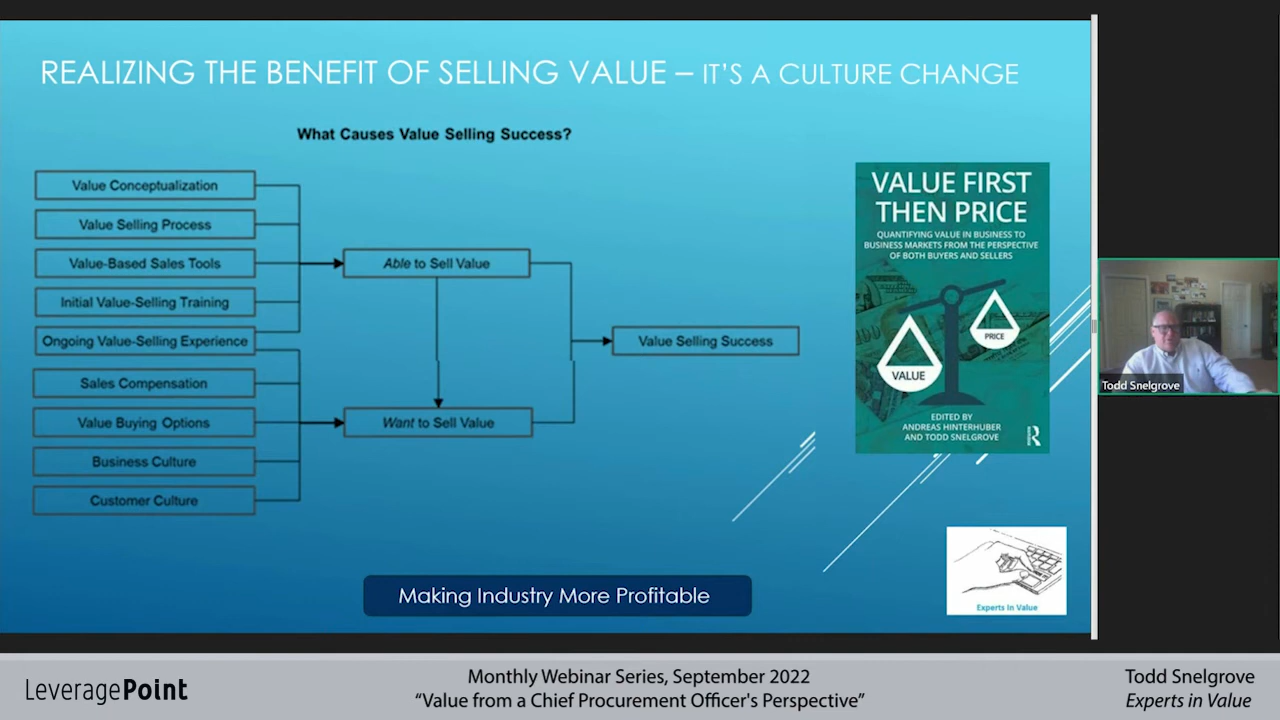 REALIZING THE BENEFIT OF SELLING VALUE – IT'S A CULTURE CHANGE
What Causes Value Selling Success?
Value Conceptualization
Value Selling Process
Value-Based Sales Tools
Initial Value-Selling Training
Ongoing Value-Selling Experience
Sales Compensation
Value Buying Options
Business Culture
Customer Culture
Able to Sell Value
Want to Sell Value
Value Selling Success
VALUE FIRST
THEN PRICE
QUANTIFYING VALUE IN BUSINESS TO
BUSINESS MARKETS FROM THE PERSPECTIVE
OF BOTH BUYERS AND SELLERS
PRICE
VALUE
EDITED BY
ANDREAS HINTERHUBER
AND TODD SNELGROVE
R
Experts In Value
Making Industry More Profitable
Todd Snelgrove
LeveragePoint
Monthly Webinar Series, September 2022
“Value from a Chief Procurement Officer's Perspective”
Todd Snelgrove
Experts in Value